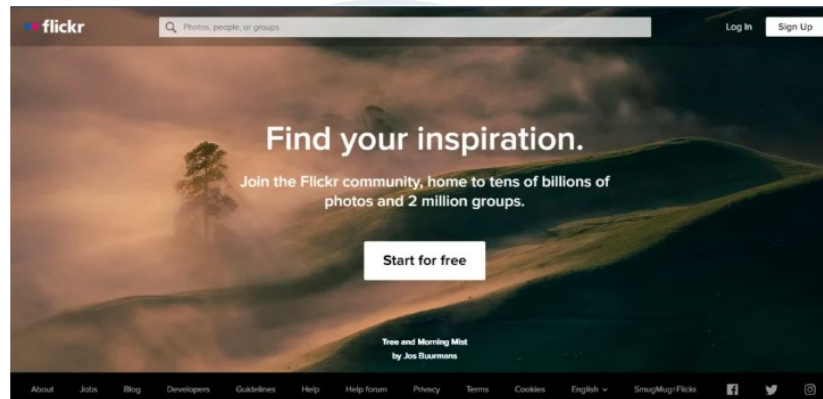 flickr
Photos, people, or groups
Log In
Sign Up
Find your inspiration.
Join the Flickr community, home to tens of billions of
photos and 2 million groups.
Start for free
Tree and Morning Mist
by Jos Buurmans
About Jobs Blog Developers Guidelines Help Help forum Privacy Terms Cookies English SmugMug+Flickr.